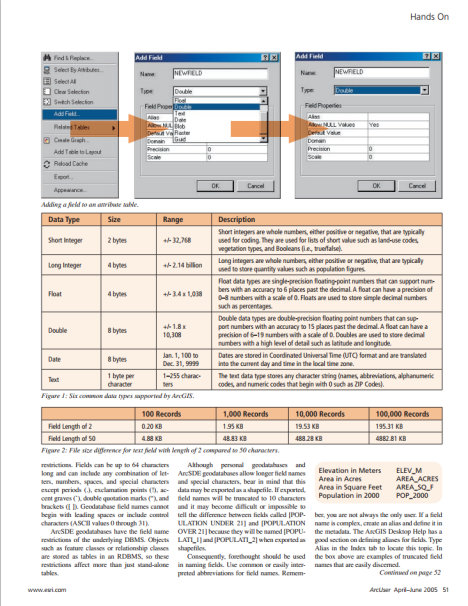 Hands On
Find & Replace...
Select By Attributes...
Select All
Clear Selection
Switch Selection
Add Field...
Related Tables
Create Graph...
Add Table to Layout
Reload Cache
Export...
Appearance...
Add Field
Name: NEWFIELD
Type: Double
Float
Double
Text
Date
Blob
Raster
Guid
Field Prope
Alias
Allow NUL
Default Va
Domain
Precision 0
Scale 0
OK Cancel
Add Field
Name: NEWFIELD
Type: Double
Field Properties
Alias
Allow NULL Values Yes
Default Value
Domain
Precision 0
Scale 0
OK Cancel
Adding a field to an attribute table.
Data Type Size Range Description
Short Integer 2 bytes +/- 32,768 Short integers are whole numbers, either positive or negative, that are typically
used for coding. They are used for lists of short value such as land-use codes,
vegetation types, and Booleans (i.e., true/false).
Long Integer 4 bytes +/- 2.14 billion Long integers are whole numbers, either positive or negative, that are typically
used to store quantity values such as population figures.
Float 4 bytes +/- 3.4 x 1,038 Float data types are single-precision floating-point numbers that can support num-
bers with an accuracy to 6 places past the decimal. A float can have a precision of
0–8 numbers with a scale of 0. Floats are used to store simple decimal numbers
such as percentages.
Double 8 bytes +/- 1.8 x 10,308 Double data types are double-precision floating point numbers that can sup-
port numbers with an accuracy to 15 places past the decimal. A float can have a
precision of 6–19 numbers with a scale of 0. Doubles are used to store decimal
numbers with a high level of detail such as latitude and longitude.
Date 8 bytes Jan. 1, 100 to Dec. 31, 9999 Dates are stored in Coordinated Universal Time (UTC) format and are translated
into the current day and time in the local time zone.
Text 1 byte per character 1–255 charac-ters The text data type stores any character string (names, abbreviations, alphanumeric
codes, and numeric codes that begin with 0 such as ZIP Codes).
Figure 1: Six common data types supported by ArcGIS.
100 Records 1,000 Records 10,000 Records 100,000 Records
Field Length of 2 0.20 KB 1.95 KB 19.53 KB 195.31 KB
Field Length of 50 4.88 KB 48.83 KB 488.28 KB 4882.81 KB
Figure 2: File size difference for text field with length of 2 compared to 50 characters.
restrictions. Fields can be up to 64 characters
long and can include any combination of let-
ters, numbers, spaces, and special characters
except periods (.), exclamation points (!), ac-
cent graves (`), double quotation marks ("), and
brackets ([ ]). Geodatabase field names cannot
begin with leading spaces or include control
characters (ASCII values 0 through 31).
ArcSDE geodatabases have the field name
restrictions of the underlying DBMS. Objects
such as feature classes or relationship classes
are stored as tables in an RDBMS, so these
restrictions affect more than just stand-alone
tables.
Although personal geodatabases and
ArcSDE geodatabases allow longer field names
and special characters, bear in mind that this
data may be exported as a shapefile. If exported,
field names will be truncated to 10 characters
and it may become difficult or impossible to
tell the difference between fields called [POP-
ULATION UNDER 21] and [POPULATION
OVER 21] because they will be named [POPU-
LATI_1] and [POPULATI_2] when exported as
shapefiles.
Consequently, forethought should be used
in naming fields. Use common or easily inter-
preted abbreviations for field names. Remem-
Elevation in Meters ELEV_M
Area in Acres AREA_ACRES
Area in Square Feet AREA_SQ_F
Population in 2000 POP_2000
ber, you are not always the only user. If a field
name is complex, create an alias and define it in
the metadata. The ArcGIS Desktop Help has a
good section on defining aliases for fields. Type
Alias in the Index tab to locate this topic. In
the box above are examples of truncated field
Continued on page 52
www.esri.com
ArcUser April–June 2005 51